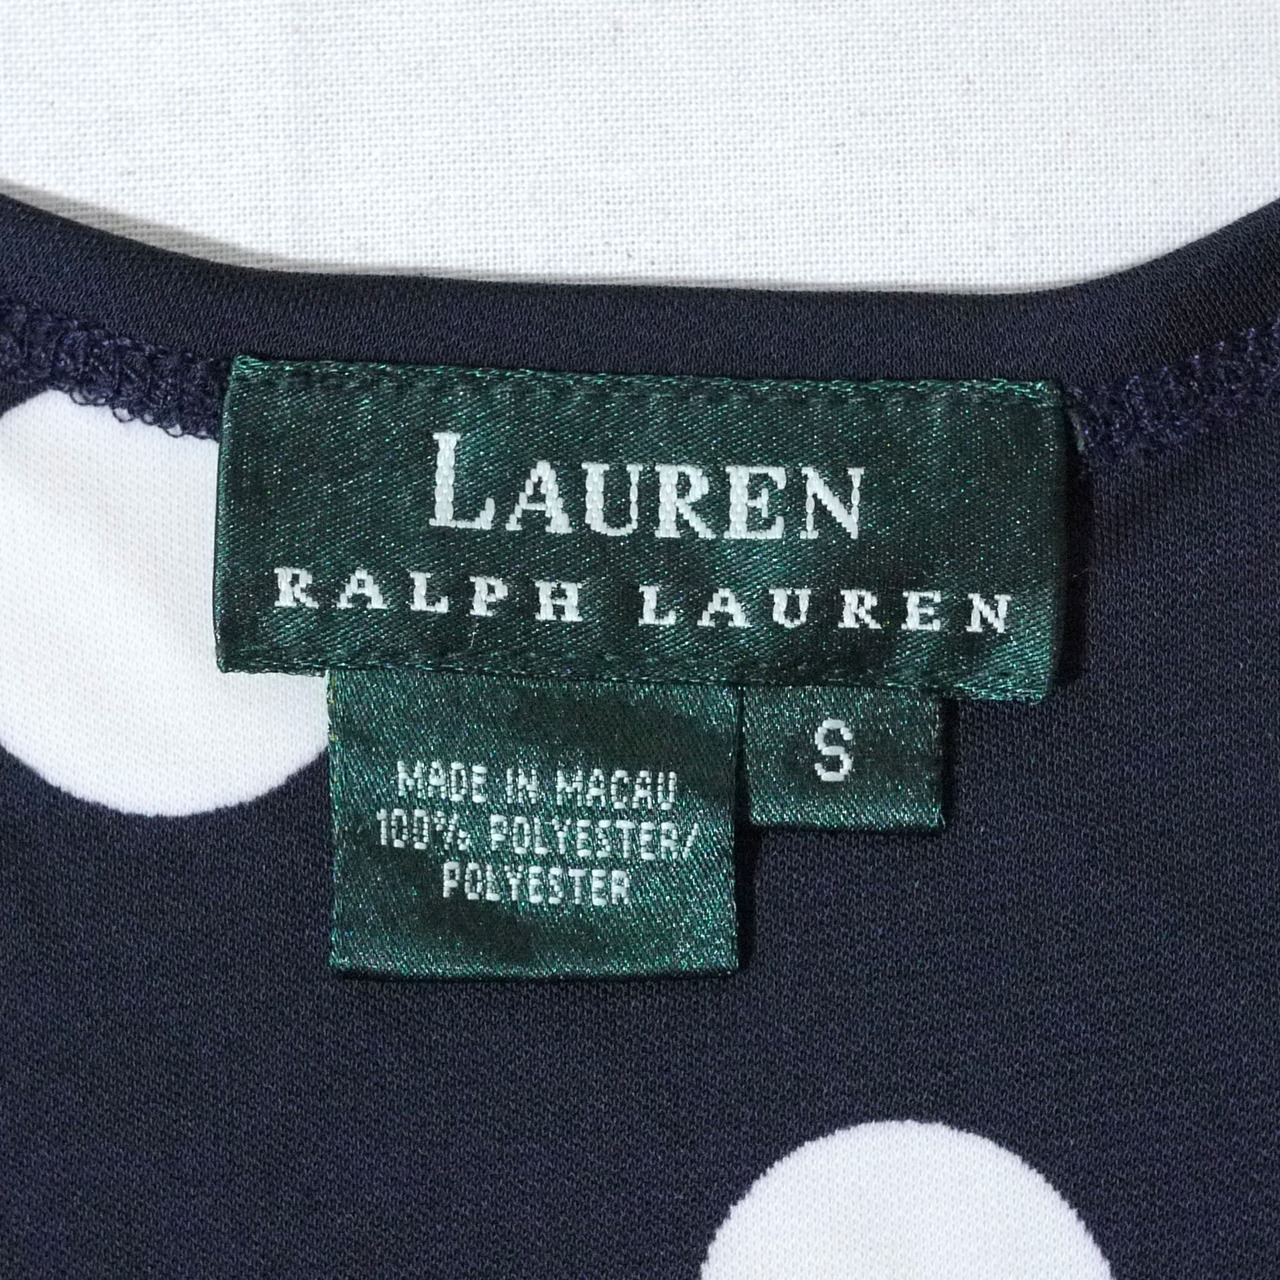 LAUREN
RALPH LAUREN
S
MADE IN MACAU
100% POLYESTER/
POLYESTER